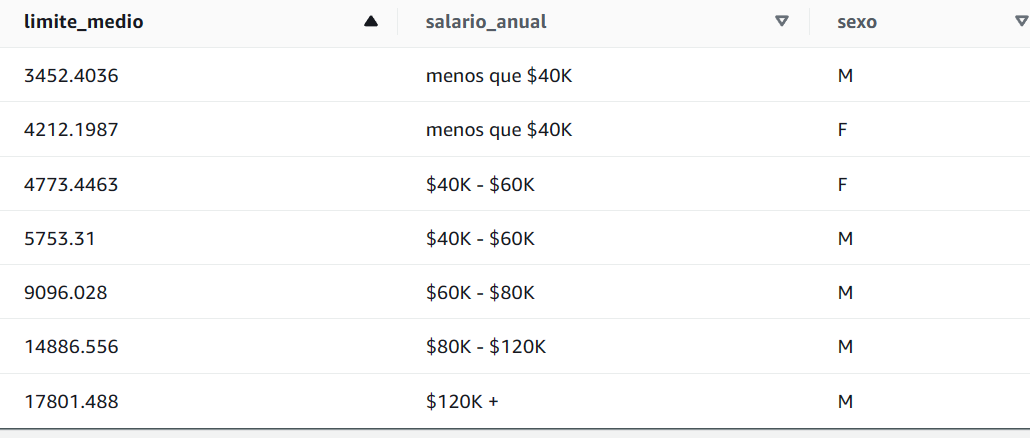 limite_medio salario_anual sexo
3452.4036 menos que $40K M
4212.1987 menos que $40K F
4773.4463 $40K - $60K F
5753.31 $40K - $60K M
9096.028 $60K - $80K M
14886.556 $80K - $120K M
17801.488 $120K + M